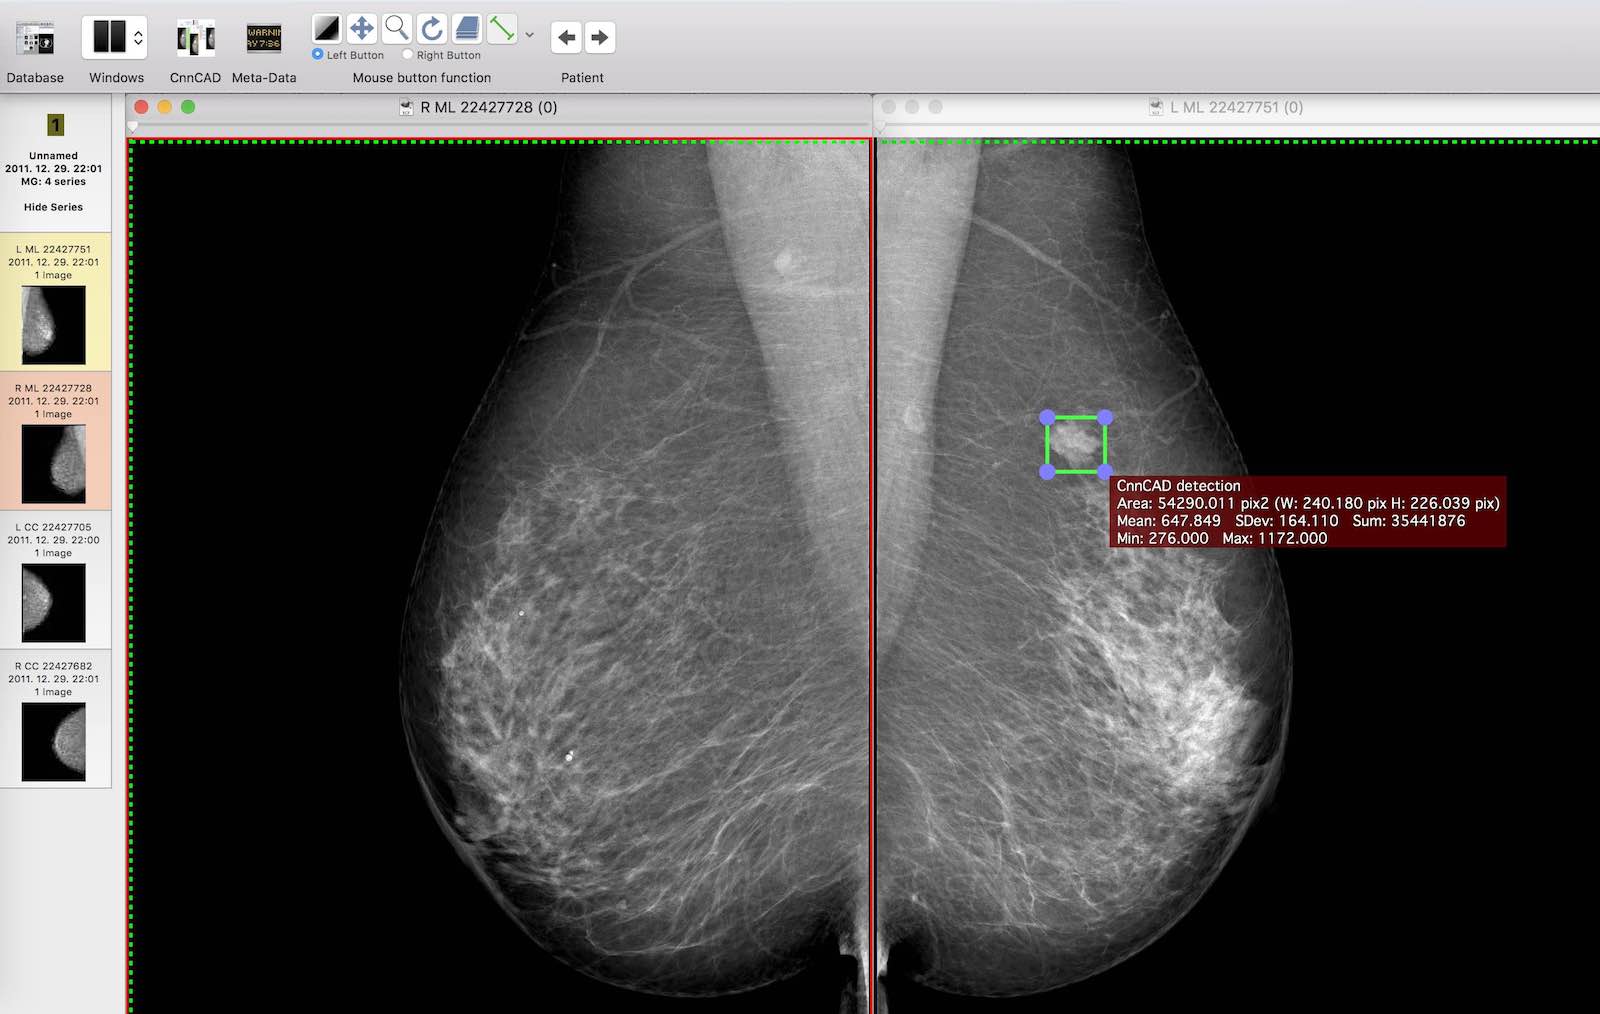 WARNIN
AY7:36
Left Button
Right Button
Database
Windows
CnnCAD
Meta-Data
Mouse button function
Patient
R ML 22427728 (0)
L ML 22427751 (0)
1
Unnamed
2011. 12. 29. 22:01
MG: 4 series
Hide Series
L ML 22427751
2011. 12. 29. 22:01
1 Image
R ML 22427728
2011. 12. 29. 22:01
1 Image
L CC 22427705
2011. 12. 29. 22:00
1 Image
R CC 22427682
2011. 12. 29. 22:01
1 Image
CnnCAD detection
Area: 54290.011 pix2 (W: 240.180 pix H: 226.039 pix)
Mean: 647.849 SDev: 164.110 Sum: 35441876
Min: 276.000 Max: 1172.000